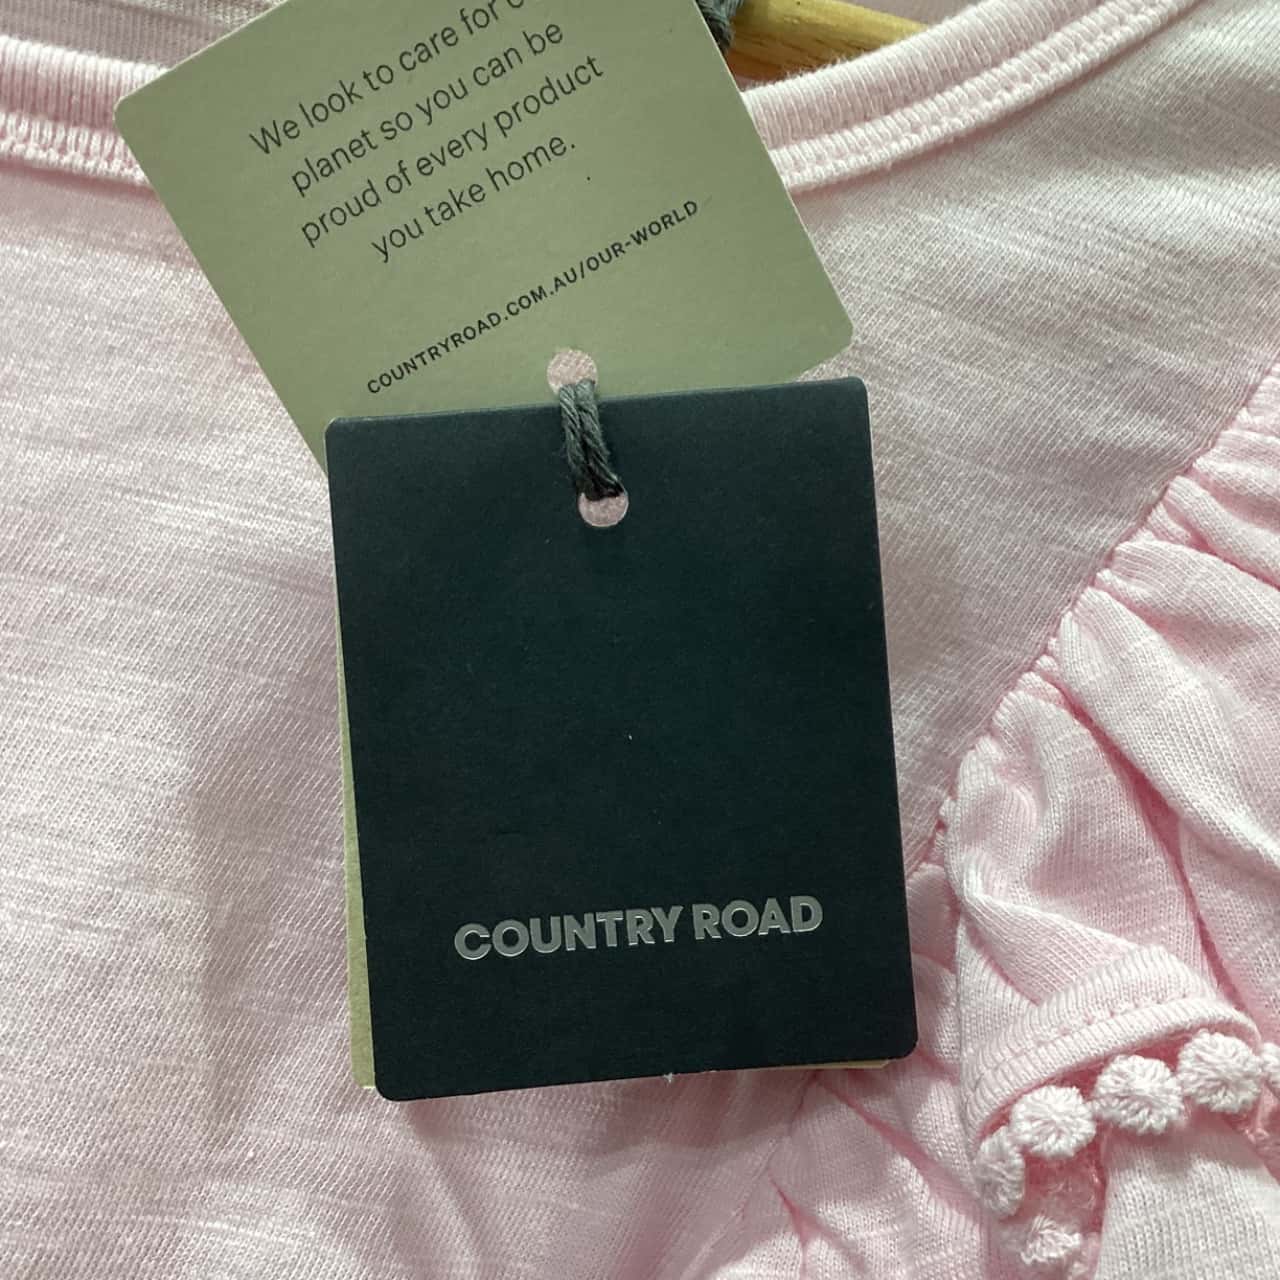 We look to care for
planet so you can be
proud of every product
you take home.
COUNTRYROAD.COM.AU/OUR-WORLD
COUNTRY ROAD